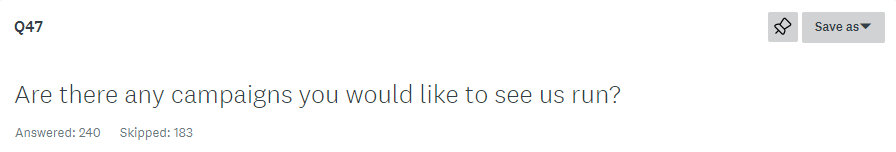 Q47
Save as
Are there any campaigns you would like to see us run?
Answered: 240 Skipped: 183